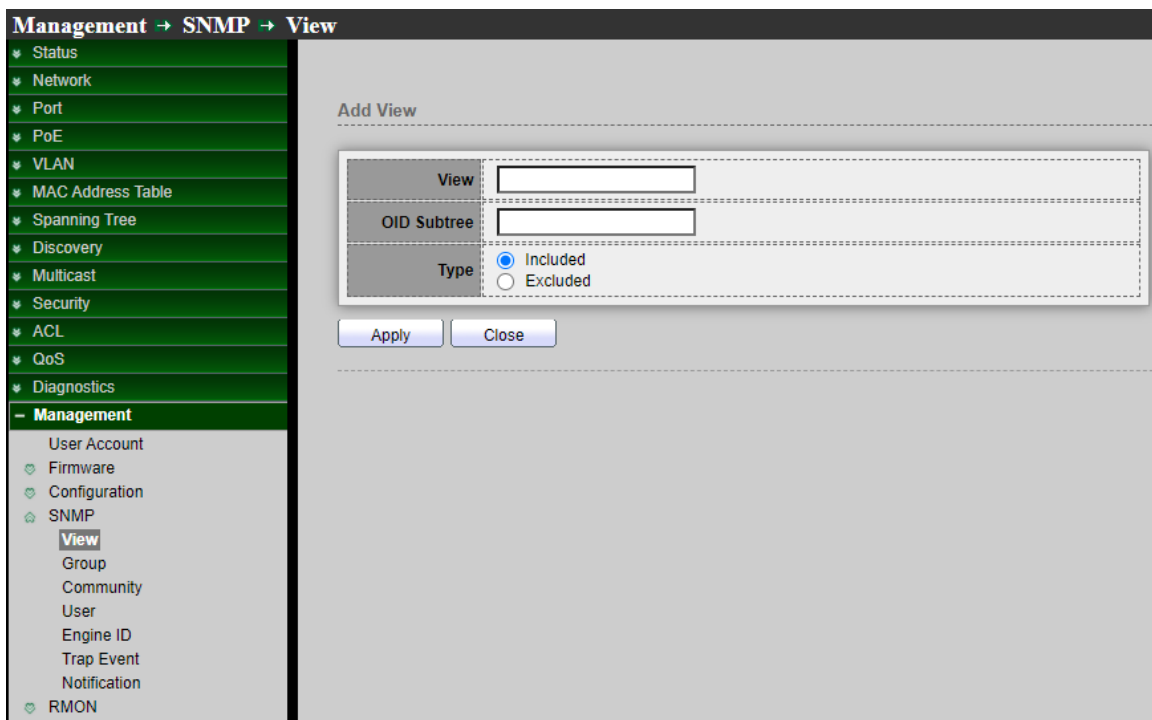 Management → SNMP → View
Status
Network
Port
PoE
VLAN
MAC Address Table
Spanning Tree
Discovery
Multicast
Security
ACL
QoS
Diagnostics
– Management
User Account
Firmware
Configuration
SNMP
View
Group
Community
User
Engine ID
Trap Event
Notification
RMON
Add View
View
OID Subtree
Type
Included
Excluded
Apply
Close